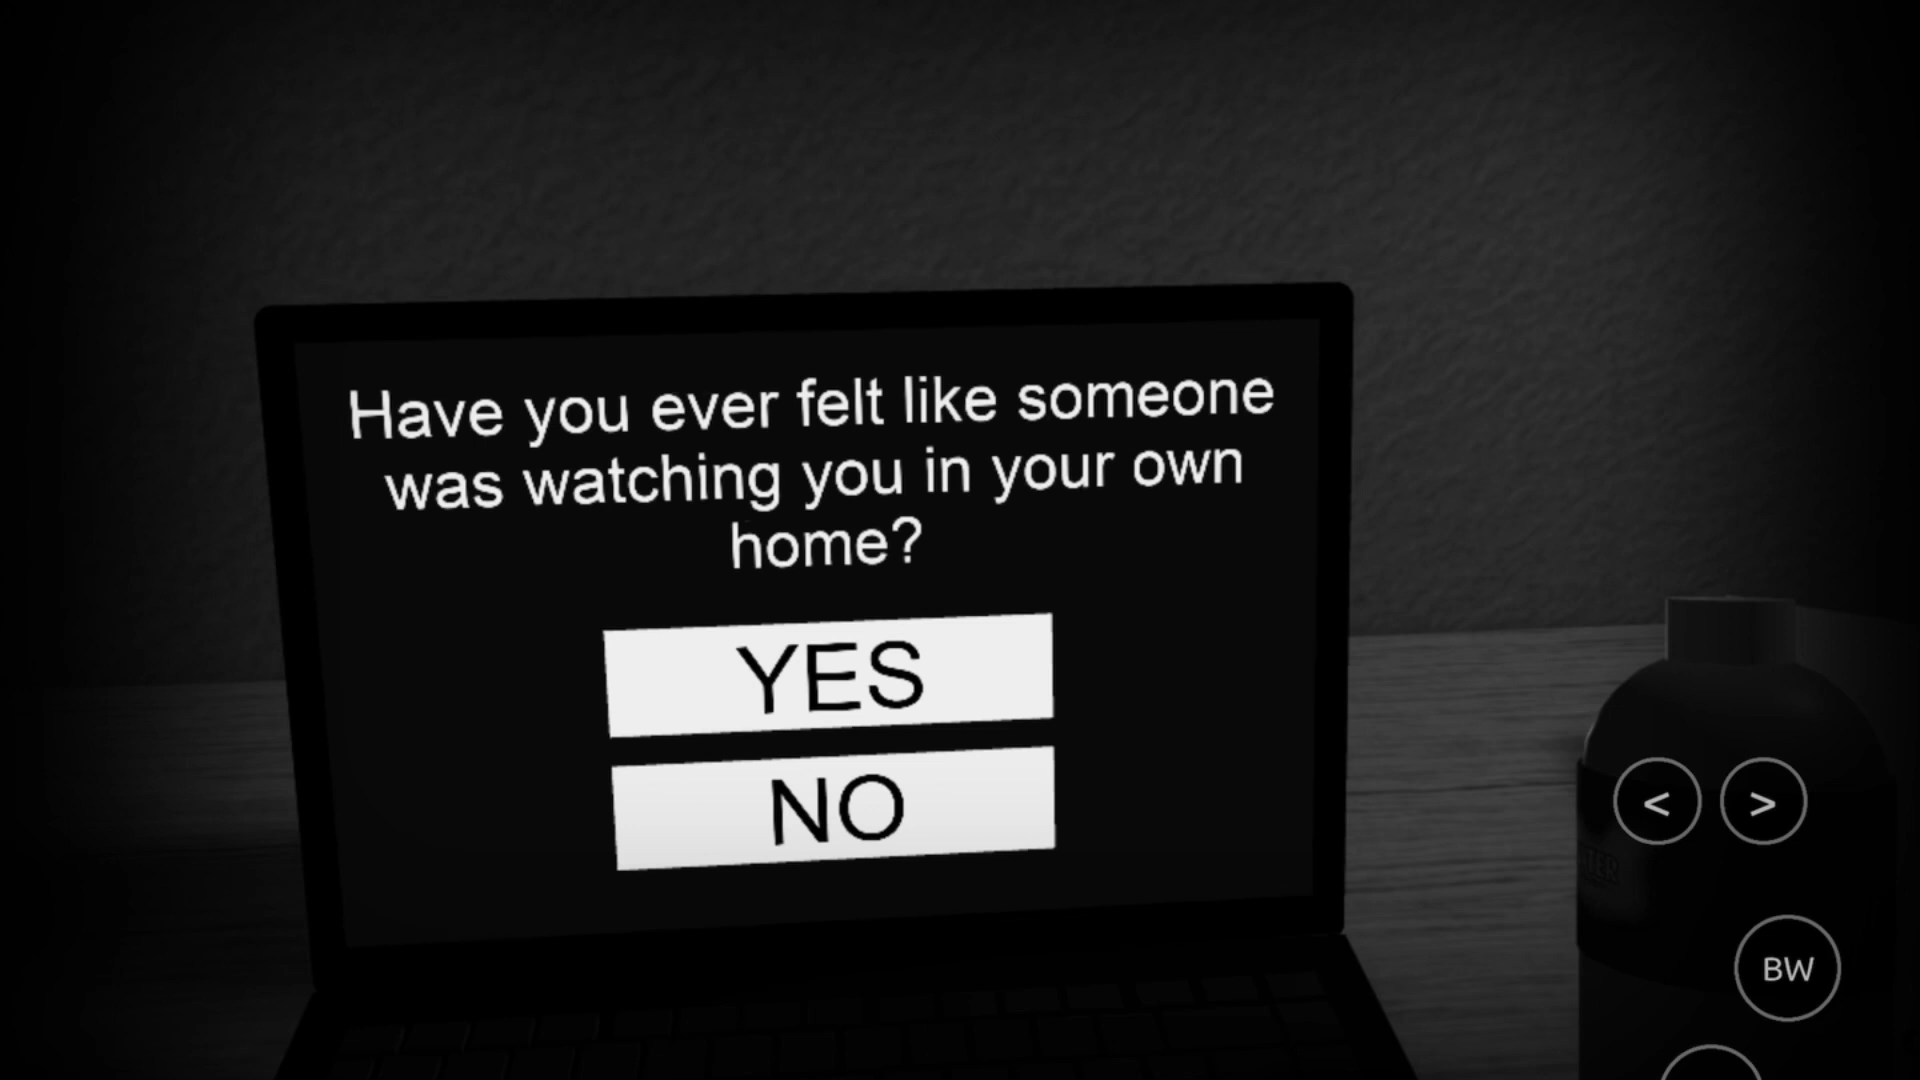 Have you ever felt like someone
was watching you in your own
home?
YES
NO
< >
BW